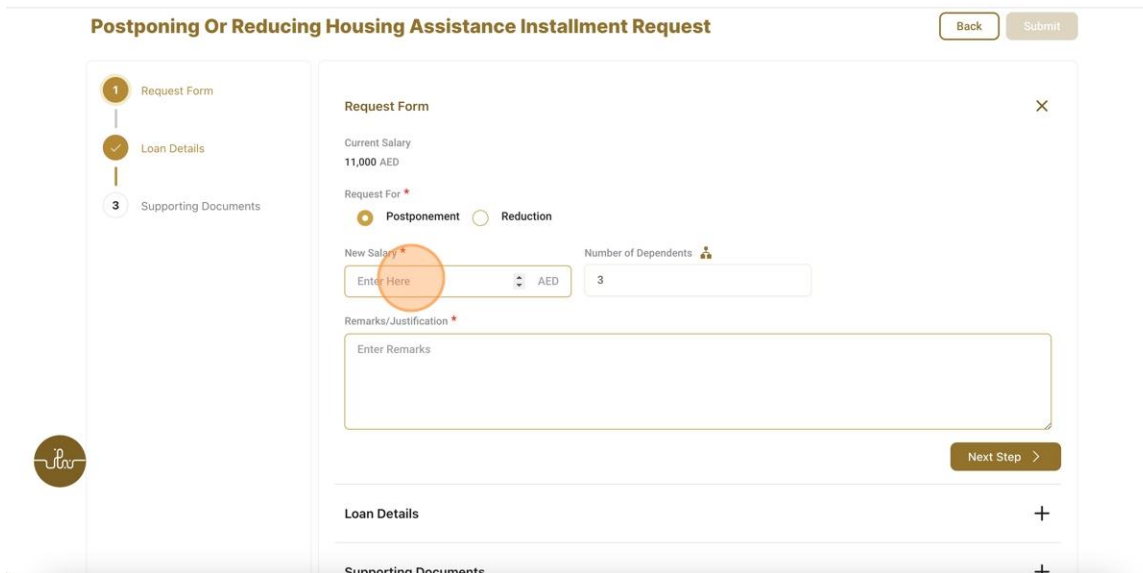 Postponing Or Reducing Housing Assistance Installment Request
Back
Submit
1
Request Form
Loan Details
3
Supporting Documents
Request Form
Current Salary
11,000 AED
Request For *
Postponement
Reduction
New Salary *
Number of Dependents
Enter Here
AED
3
Remarks/Justification *
Enter Remarks
Next Step
Loan Details
Supporting Documents